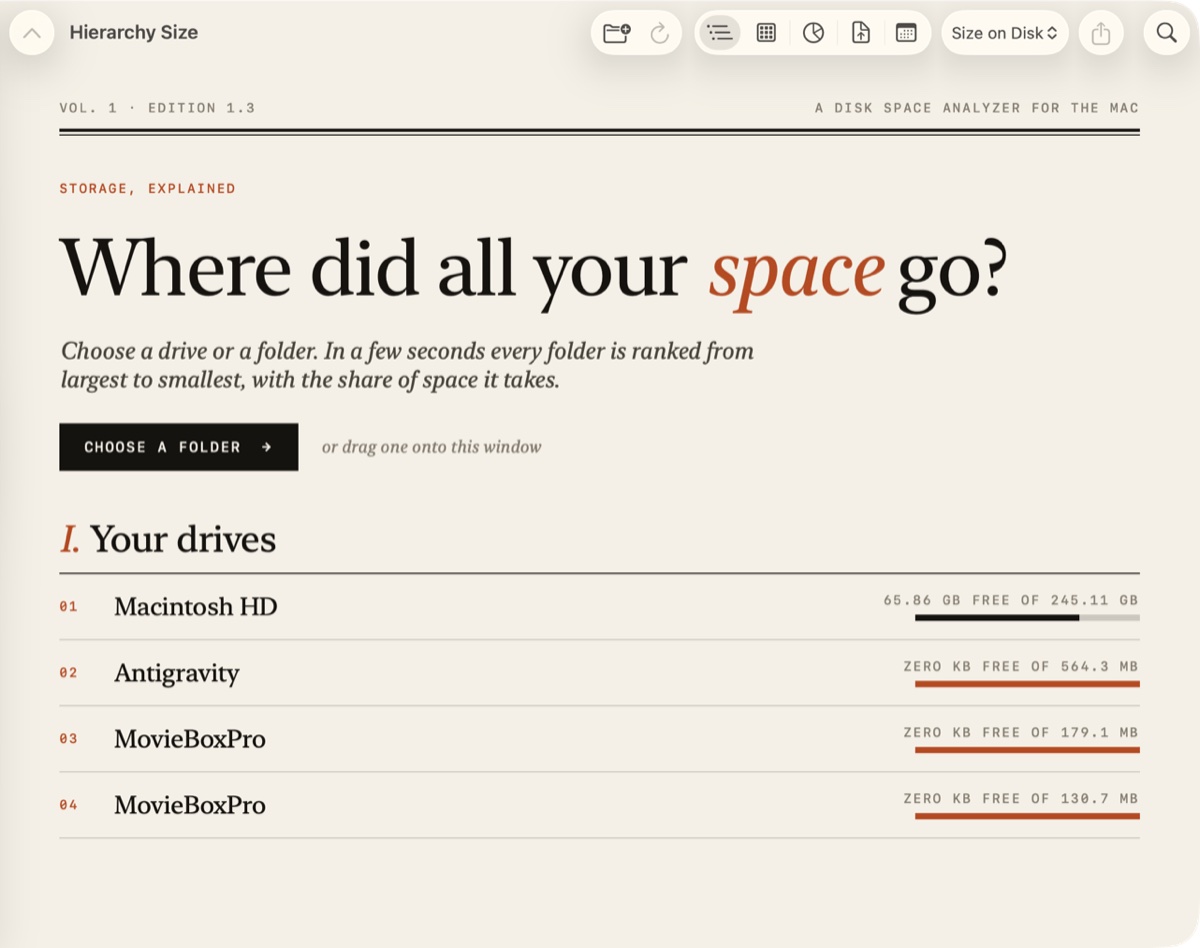 Hierarchy Size
Size on Disk
VOL. 1 · EDITION 1.3
A DISK SPACE ANALYZER FOR THE MAC
STORAGE, EXPLAINED
Where did all your space go?
Choose a drive or a folder. In a few seconds every folder is ranked from
largest to smallest, with the share of space it takes.
CHOOSE A FOLDER →
or drag one onto this window
I. Your drives
01 Macintosh HD 65.86 GB FREE OF 245.11 GB
02 Antigravity ZERO KB FREE OF 564.3 MB
03 MovieBoxPro ZERO KB FREE OF 179.1 MB
04 MovieBoxPro ZERO KB FREE OF 130.7 MB